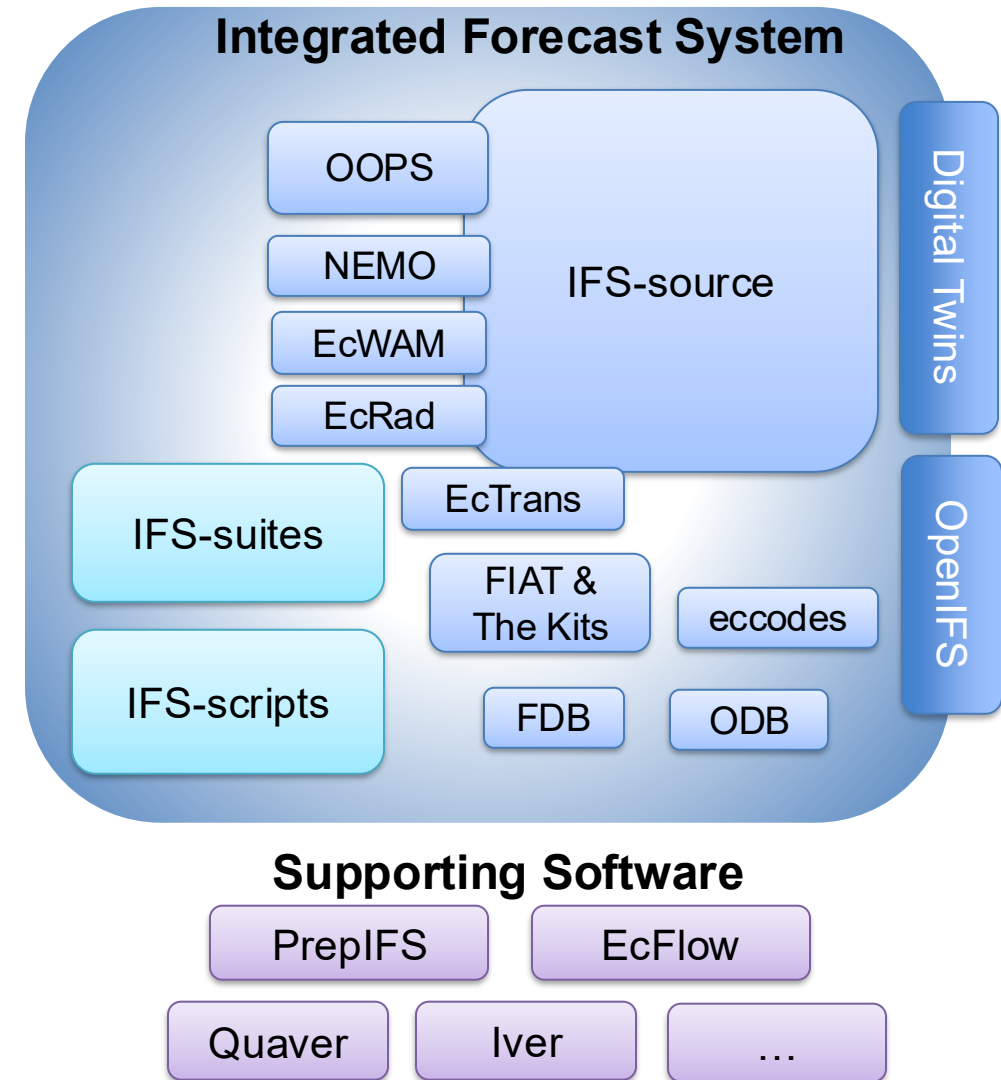 Integrated Forecast System
OOPS
NEMO
EcWAM
EcRad
IFS-source
Digital Twins
EcTrans
IFS-suites
FIAT &
The Kits
eccodes
OpenIFS
IFS-scripts
FDB
ODB
Supporting Software
PrepIFS
EcFlow
Quaver
Iver
…